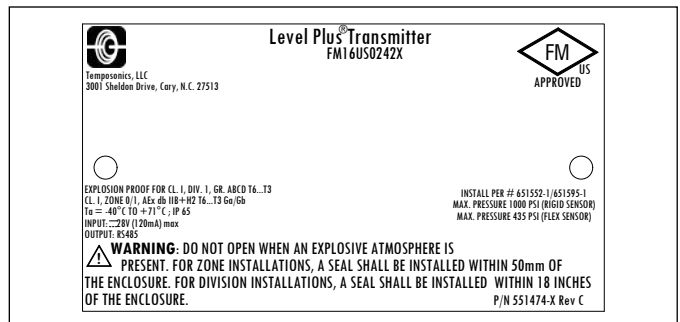 Level Plus® Transmitter
FM16US0242X
FM
US
APPROVED
Temposonics, LLC
3001 Sheldon Drive, Cary, N.C. 27513
EXPLOSION PROOF FOR CL. I, DIV. 1, GR. ABCD T6...T3
CL. I, ZONE 0/1, AEx db IIB+H2 T6...T3 Ga/Gb
Ta = -40°C TO +71°C ; IP 65
INPUT: ⎓28V (120mA) max
OUTPUT: RS485
INSTALL PER # 651552-1/651595-1
MAX. PRESSURE 1000 PSI (RIGID SENSOR)
MAX. PRESSURE 435 PSI (FLEX SENSOR)
WARNING: DO NOT OPEN WHEN AN EXPLOSIVE ATMOSPHERE IS
PRESENT. FOR ZONE INSTALLATIONS, A SEAL SHALL BE INSTALLED WITHIN 50mm OF
THE ENCLOSURE. FOR DIVISION INSTALLATIONS, A SEAL SHALL BE INSTALLED WITHIN 18 INCHES
OF THE ENCLOSURE.
P/N 551474-X Rev C